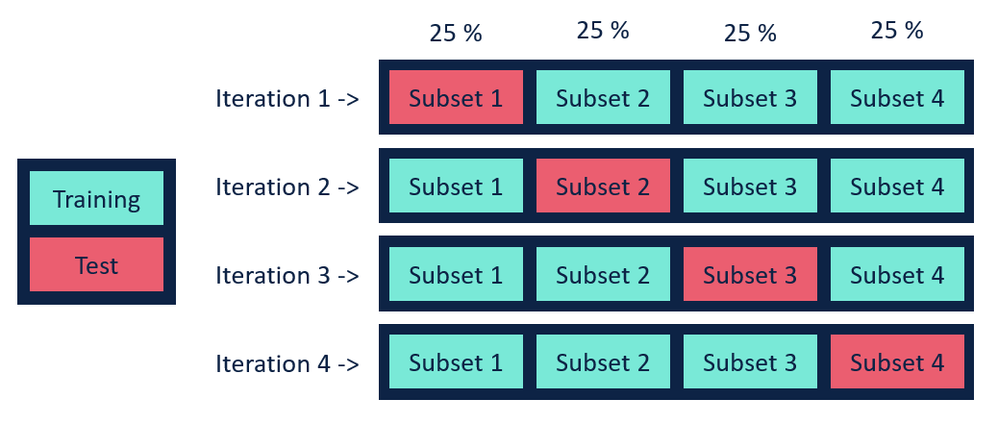 25 % 25 % 25 % 25 %
Iteration 1 -> Subset 1 Subset 2 Subset 3 Subset 4
Iteration 2 -> Subset 1 Subset 2 Subset 3 Subset 4
Training
Test
Iteration 3 -> Subset 1 Subset 2 Subset 3 Subset 4
Iteration 4 -> Subset 1 Subset 2 Subset 3 Subset 4